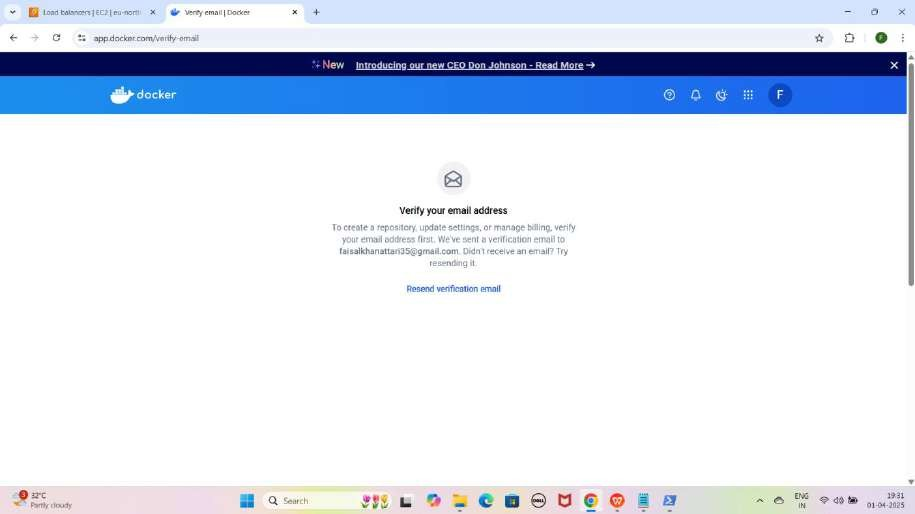 Load balancers | EC2 | eu-north
Verify email | Docker
app.docker.com/verify-email
F
New Introducing our new CEO Don Johnson - Read More →
docker
F
Verify your email address
To create a repository, update settings, or manage billing, verify
your email address first. We've sent a verification email to
faisalkhanattari35@gmail.com. Didn't receive an email? Try
resending it.
Resend verification email
3
32°C
Partly cloudy
Search
DELL
W
ENG
IN
19:31
01-04-2025